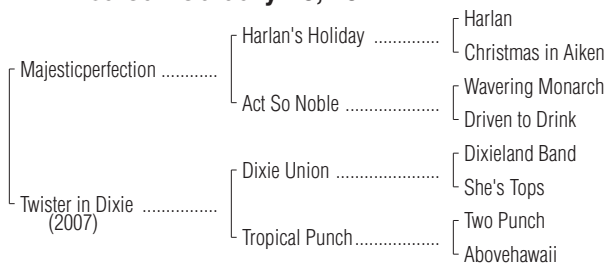 Harlan
Harlan's Holiday .............
Christmas in Aiken
Majesticperfection ............
Wavering Monarch
Act So Noble .....................
Driven to Drink
Dixieland Band
Dixie Union .......................
She's Tops
Twister in Dixie ................
(2007)
Two Punch
Tropical Punch...................
Abovehawaii